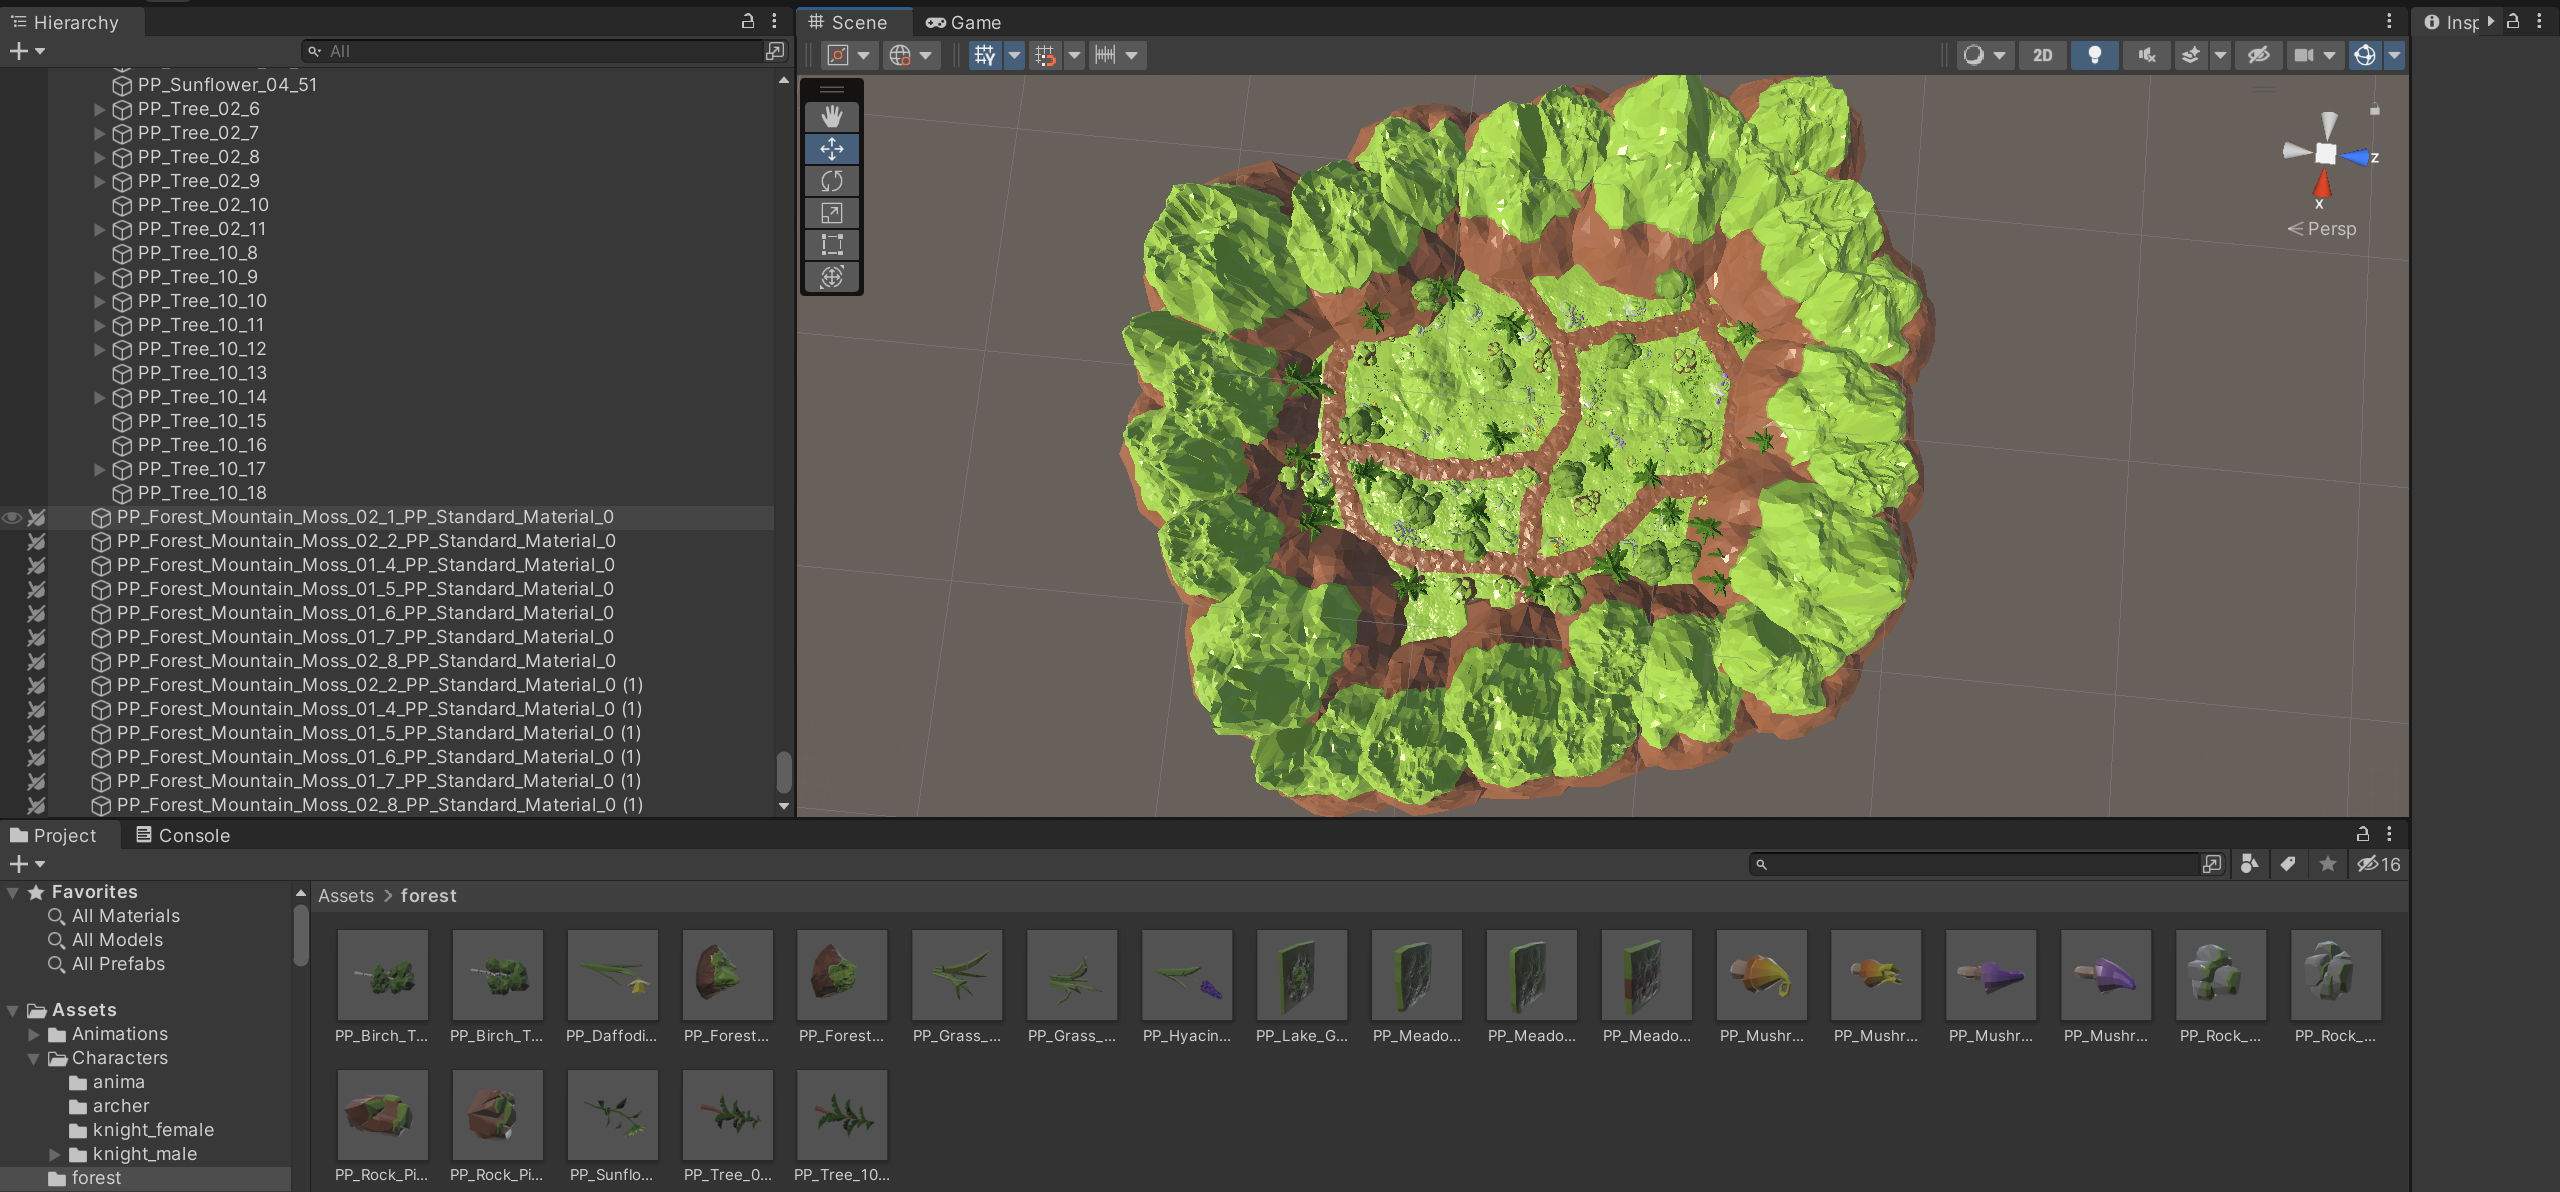 Hierarchy
All
PP_Sunflower_04_51
PP_Tree_02_6
PP_Tree_02_7
PP_Tree_02_8
PP_Tree_02_9
PP_Tree_02_10
PP_Tree_02_11
PP_Tree_10_8
PP_Tree_10_9
PP_Tree_10_10
PP_Tree_10_11
PP_Tree_10_12
PP_Tree_10_13
PP_Tree_10_14
PP_Tree_10_15
PP_Tree_10_16
PP_Tree_10_17
PP_Tree_10_18
PP_Forest_Mountain_Moss_02_1_PP_Standard_Material_0
PP_Forest_Mountain_Moss_02_2_PP_Standard_Material_0
PP_Forest_Mountain_Moss_01_4_PP_Standard_Material_0
PP_Forest_Mountain_Moss_01_5_PP_Standard_Material_0
PP_Forest_Mountain_Moss_01_6_PP_Standard_Material_0
PP_Forest_Mountain_Moss_01_7_PP_Standard_Material_0
PP_Forest_Mountain_Moss_02_8_PP_Standard_Material_0
PP_Forest_Mountain_Moss_02_2_PP_Standard_Material_0 (1)
PP_Forest_Mountain_Moss_01_4_PP_Standard_Material_0 (1)
PP_Forest_Mountain_Moss_01_5_PP_Standard_Material_0 (1)
PP_Forest_Mountain_Moss_01_6_PP_Standard_Material_0 (1)
PP_Forest_Mountain_Moss_01_7_PP_Standard_Material_0 (1)
PP_Forest_Mountain_Moss_02_8_PP_Standard_Material_0 (1)
Scene
Game
2D
z
x
Persp
Insp
Project
Console
16
Favorites
All Materials
All Models
All Prefabs
Assets
Animations
Characters
anima
archer
knight_female
knight_male
forest
Assets > forest
PP_Birch_T... PP_Birch_T... PP_Daffodi... PP_Forest... PP_Forest... PP_Grass_... PP_Grass_... PP_Hyacin... PP_Lake_G... PP_Meado... PP_Meado... PP_Meado... PP_Mushr... PP_Mushr... PP_Mushr... PP_Mushr... PP_Rock_... PP_Rock_...
PP_Rock_Pi... PP_Rock_Pi... PP_Sunflo... PP_Tree_0... PP_Tree_10...